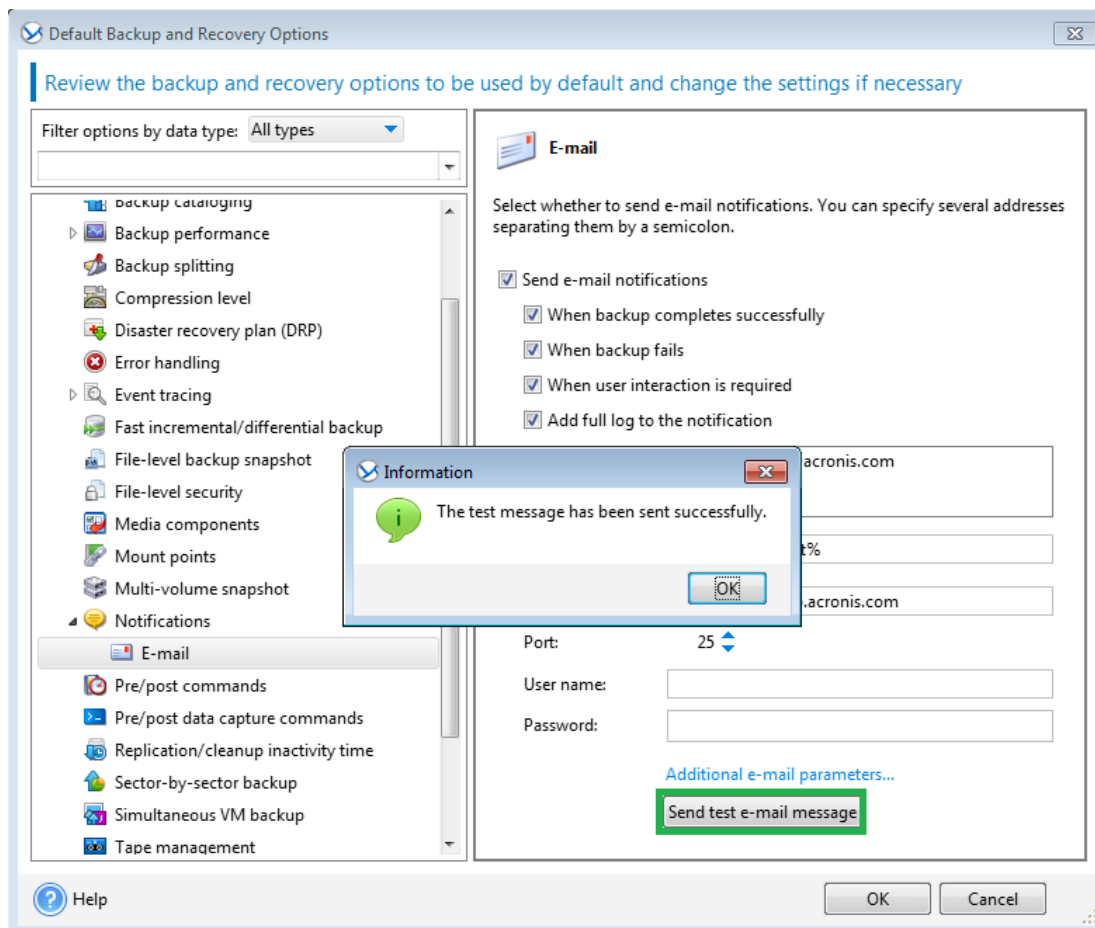 Default Backup and Recovery Options
Review the backup and recovery options to be used by default and change the settings if necessary
Filter options by data type: All types
Backup cataloging
Backup performance
Backup splitting
Compression level
Disaster recovery plan (DRP)
Error handling
Event tracing
Fast incremental/differential backup
File-level backup snapshot
File-level security
Media components
Mount points
Multi-volume snapshot
Notifications
E-mail
Pre/post commands
Pre/post data capture commands
Replication/cleanup inactivity time
Sector-by-sector backup
Simultaneous VM backup
Tape management
E-mail
Select whether to send e-mail notifications. You can specify several addresses
separating them by a semicolon.
Send e-mail notifications
When backup completes successfully
When backup fails
When user interaction is required
Add full log to the notification
acronis.com
t%
.acronis.com
Port: 25
User name:
Password:
Additional e-mail parameters...
Send test e-mail message
Information
The test message has been sent successfully.
OK
Help
OK
Cancel